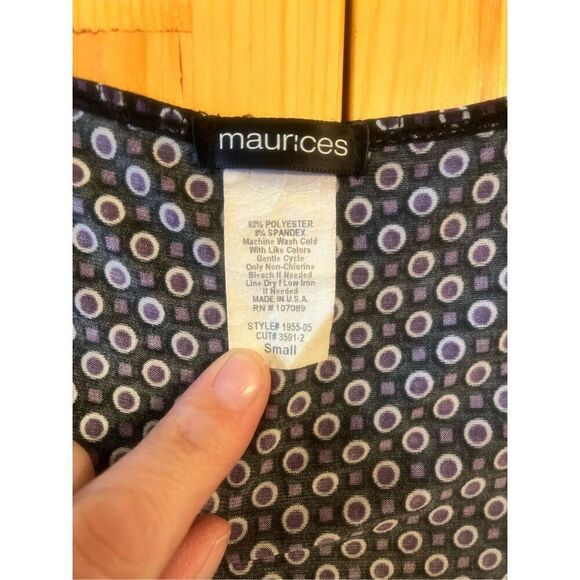 maurices
92% POLYESTER
8% SPANDEX
Machine Wash Cold
With Like Colors
Gentle Cycle
Only Non-Chlorine
Bleach If Needed
Line Dry / Low Iron
If Needed
MADE IN U.S.A.
RN # 107089
STYLE# 1955-05
CUT# 3591-2
Small